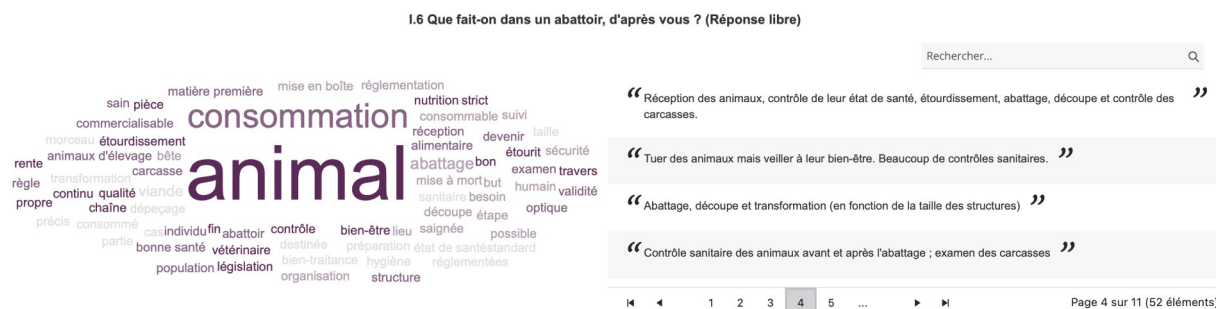 I.6 Que fait-on dans un abattoir, d'après vous ? (Réponse libre)
Rechercher...
matière première mise en boîte réglementation
sain pièce consommation nutrition strict
commercialisable consommable suivi
morceau étourdissement animal réception devenir taille
alimentaire
rente animaux d'élevage bête abattage bon étourit sécurité
carcasse examen travers
règle transformation mise à mort but humain validité
continu qualité viande sanitaire besoin
propre chaîne dépeçage découpe étape optique
précis consommé cas individu fin abattoir contrôle bien-être lieu saignée possible
partie bonne santé vétérinaire destinée préparation état de santé standard
bien-traitance hygiène réglementées
population législation organisation structure
“ Réception des animaux, contrôle de leur état de santé, étourdissement, abattage, découpe et contrôle des ”
carcasses.
“ Tuer des animaux mais veiller à leur bien-être. Beaucoup de contrôles sanitaires. ”
“ Abattage, découpe et transformation (en fonction de la taille des structures) ”
“ Contrôle sanitaire des animaux avant et après l'abattage ; examen des carcasses ”
1 2 3 4 5 ... Page 4 sur 11 (52 éléments)